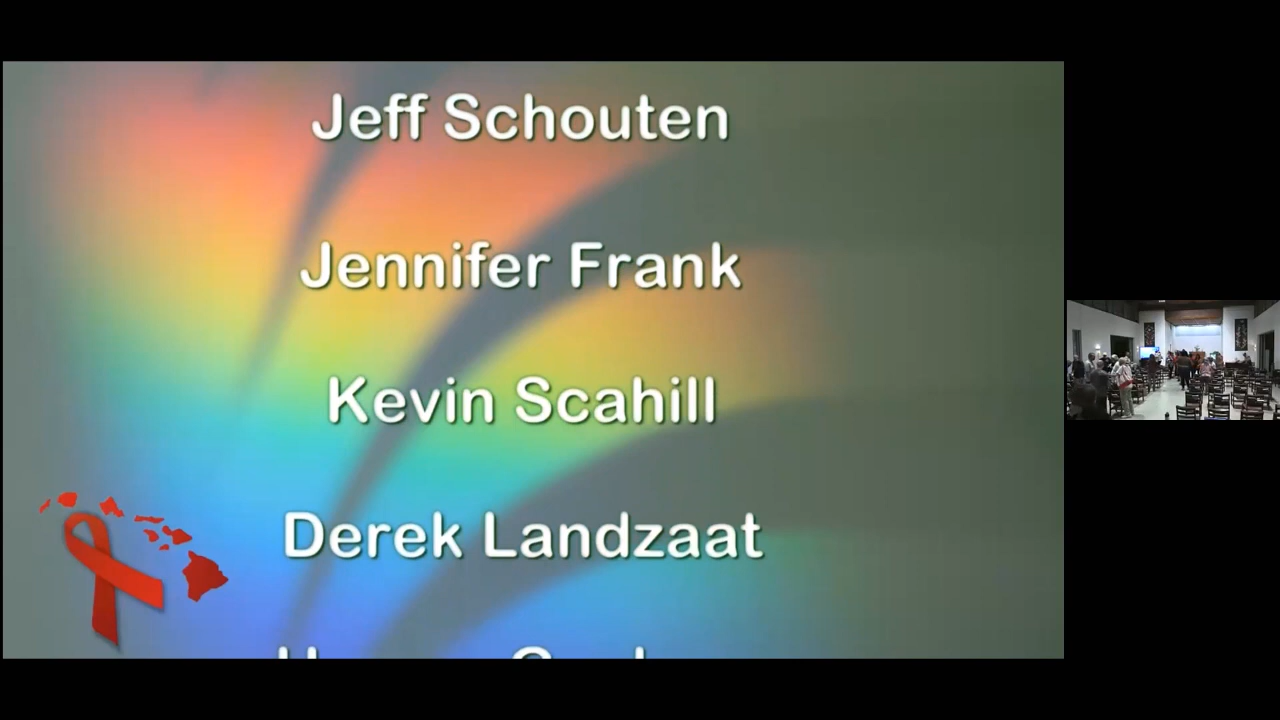 Jeff Schouten
Jennifer Frank
Kevin Scahill
Derek Landzaat